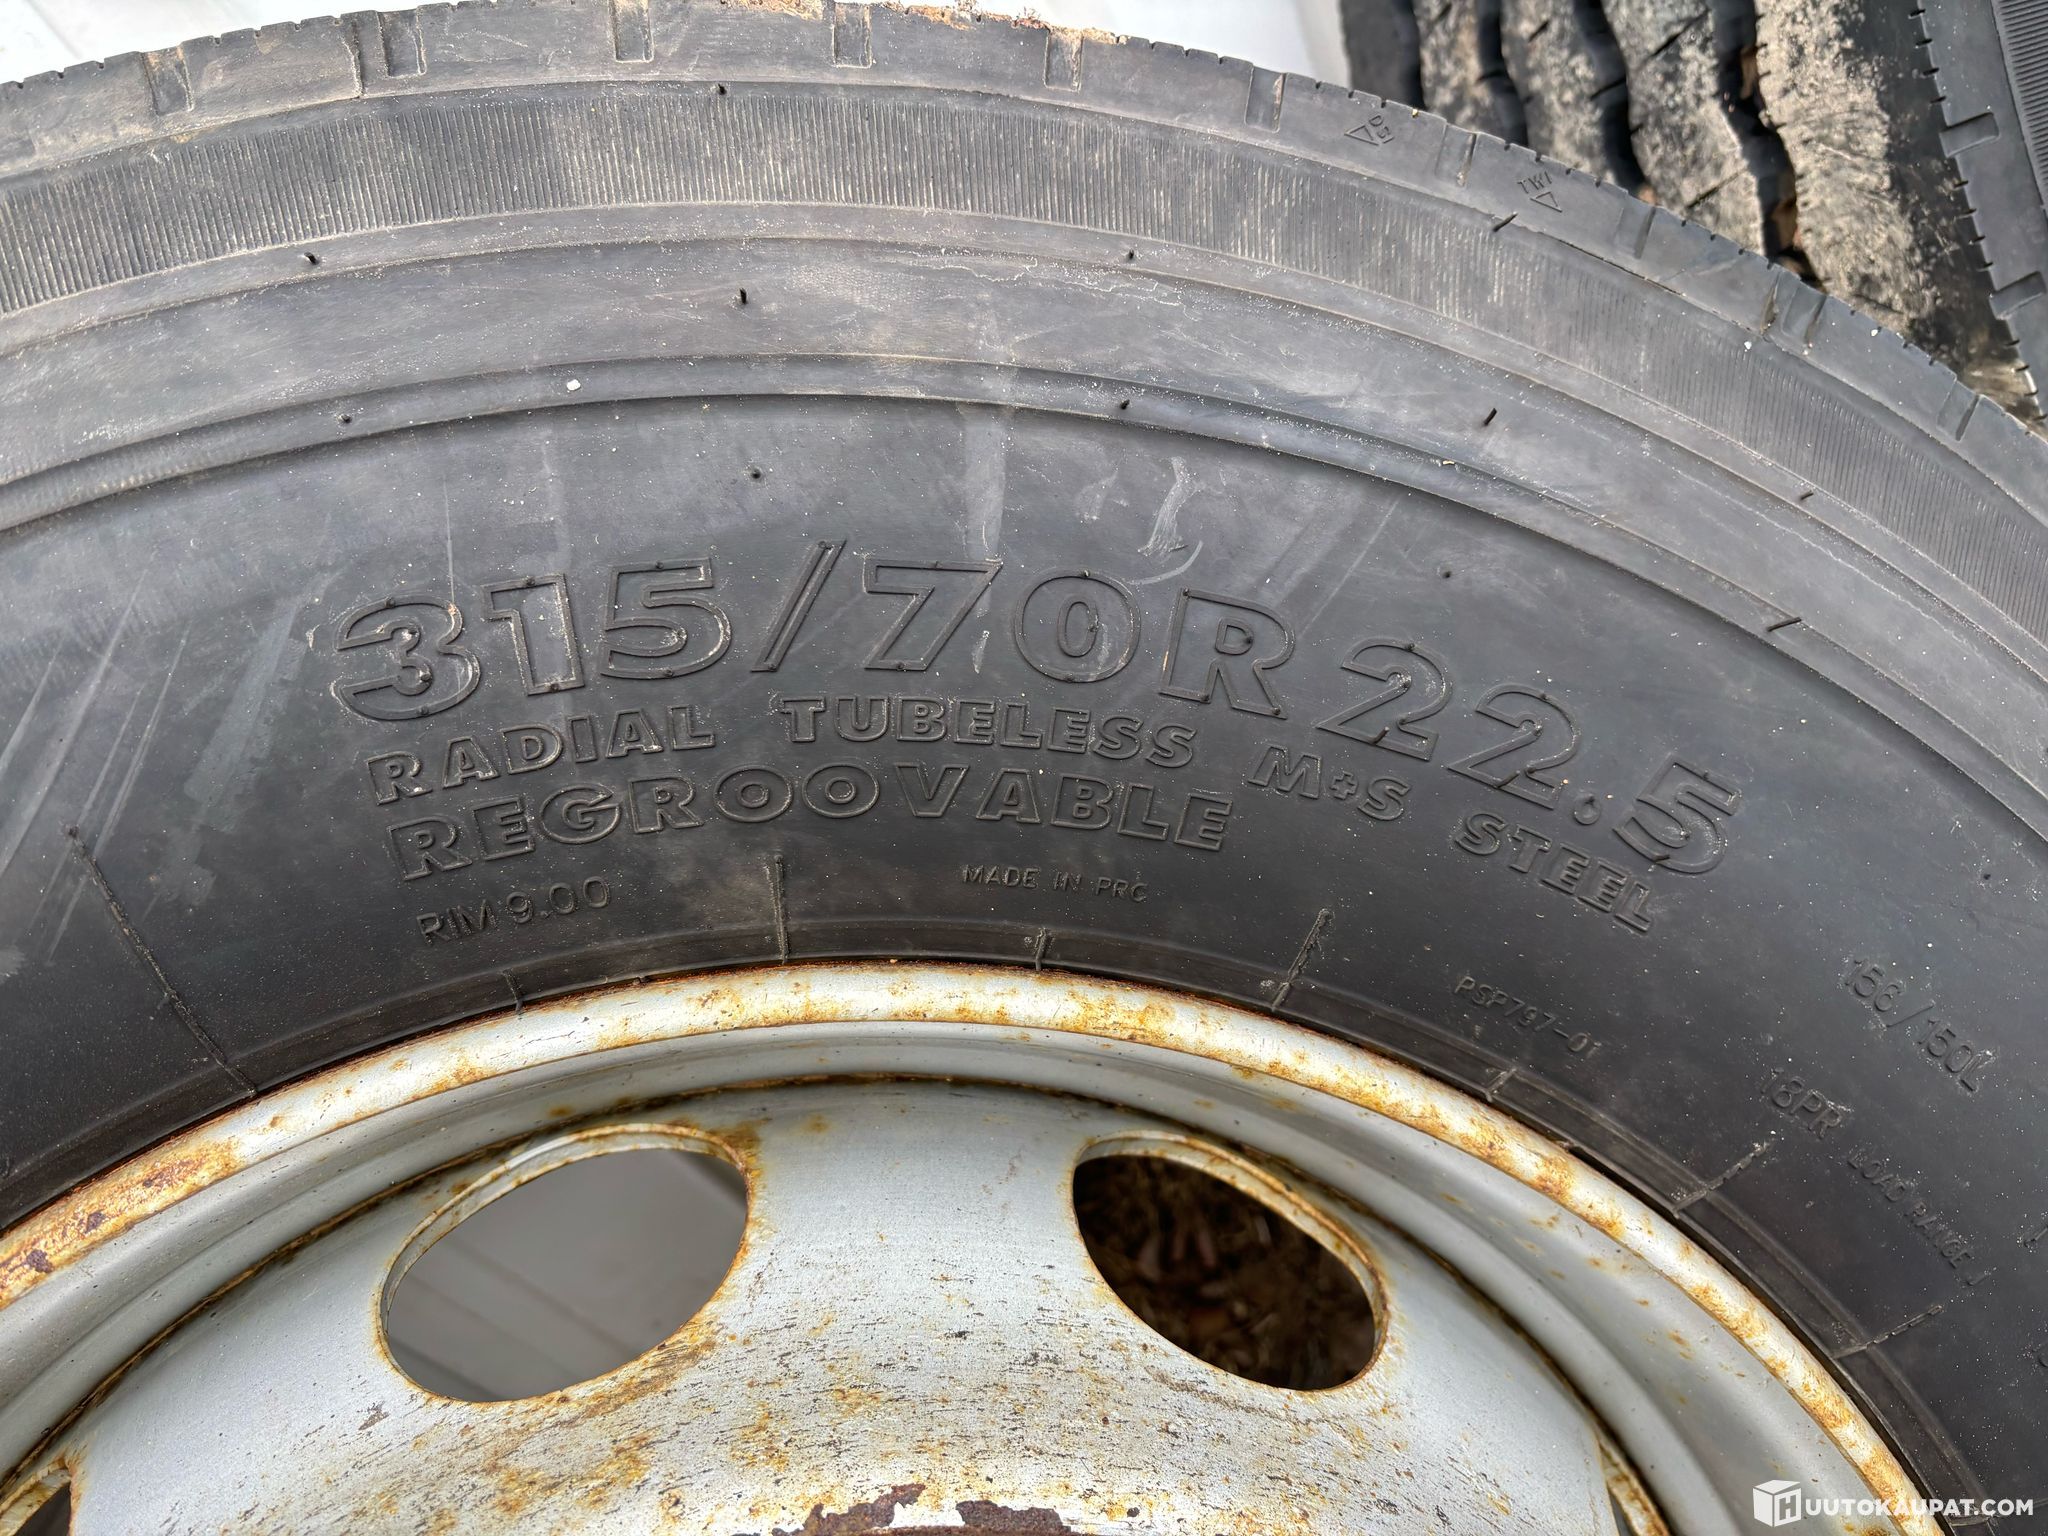 DSI
TWI
315/70R22.5
RADIAL TUBELESS M+S STEEL
REGROOVABLE
RIM 9.00
MADE IN PRC
PSP797-01
156/150L
18PR LOAD RANGE J
HUUTOKAUPAT.COM